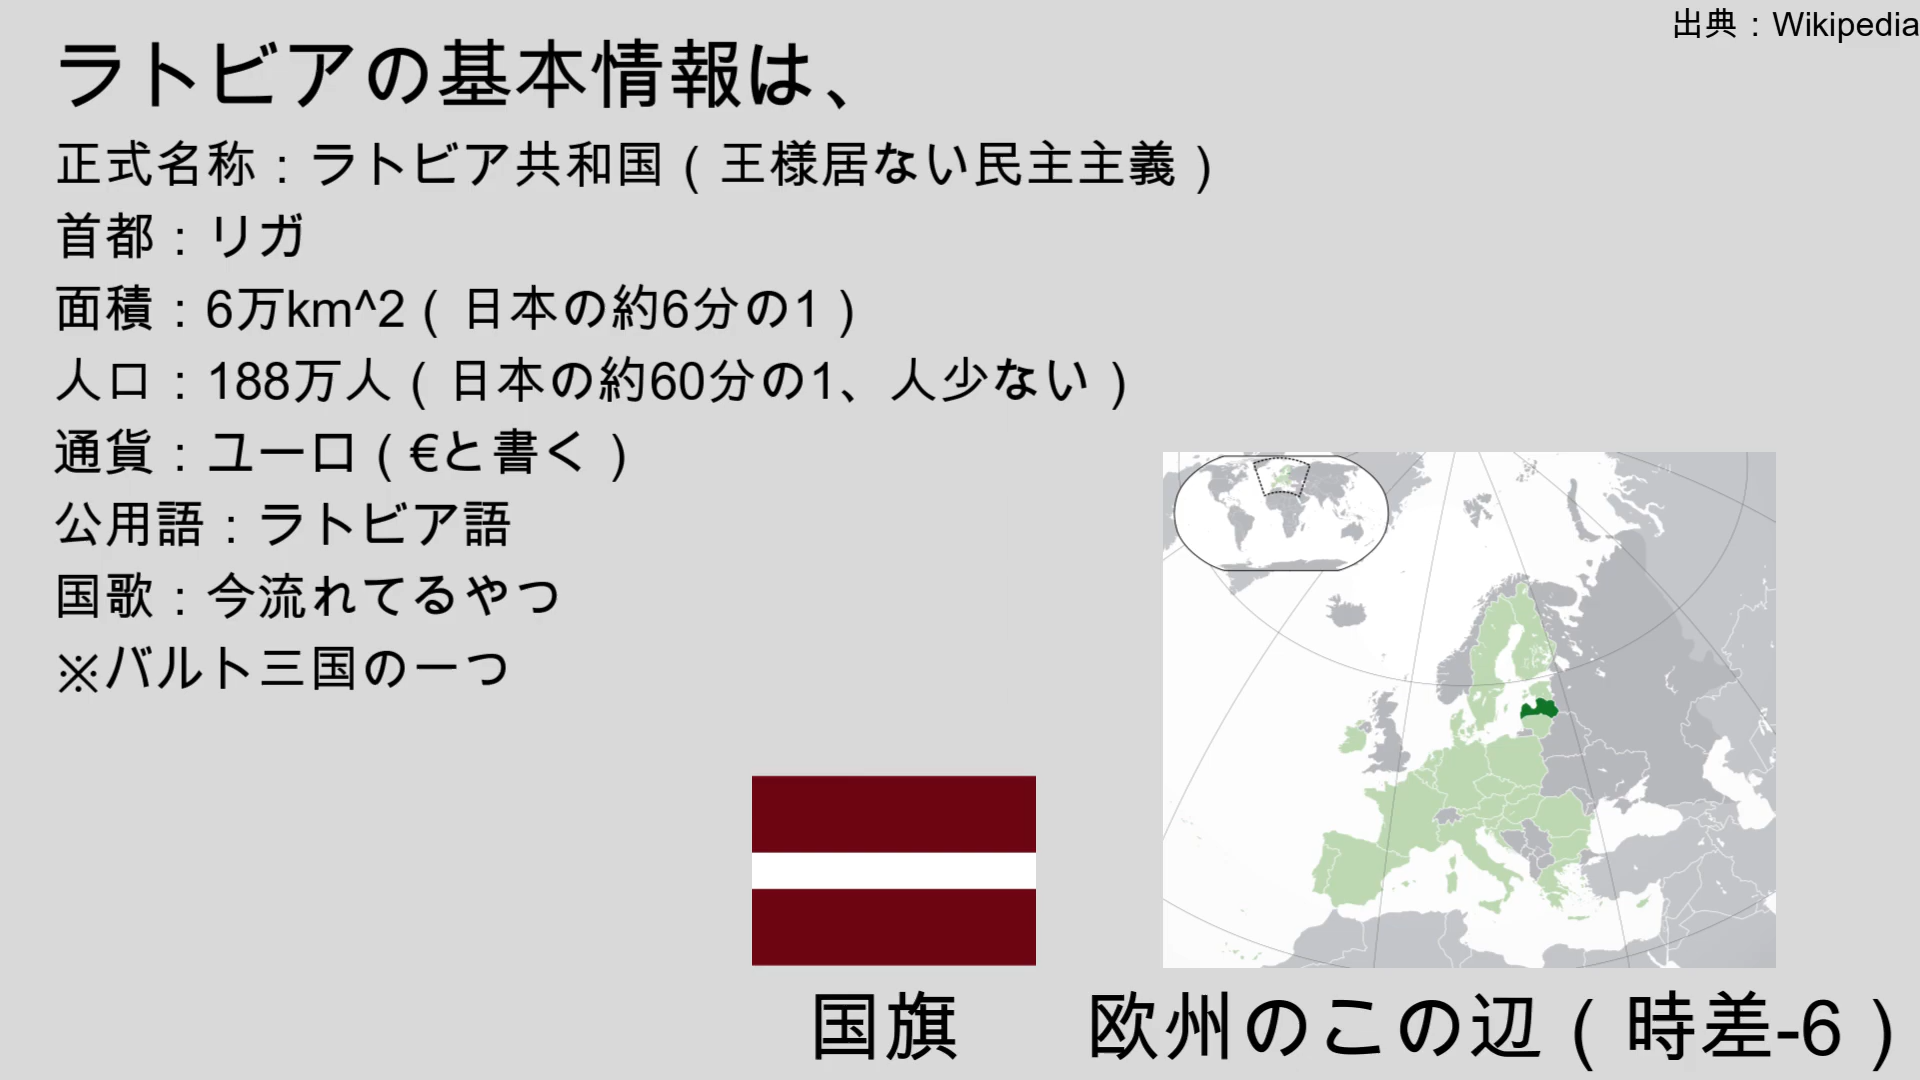 出典：Wikipedia
ラトビアの基本情報は、
正式名称：ラトビア共和国（王様居ない民主主義）
首都：リガ
面積：6万km^2（日本の約6分の1）
人口：188万人（日本の約60分の1、人少ない）
通貨：ユーロ（€と書く）
公用語：ラトビア語
国歌：今流れてるやつ
※バルト三国の一つ
国旗
欧州のこの辺（時差-6）